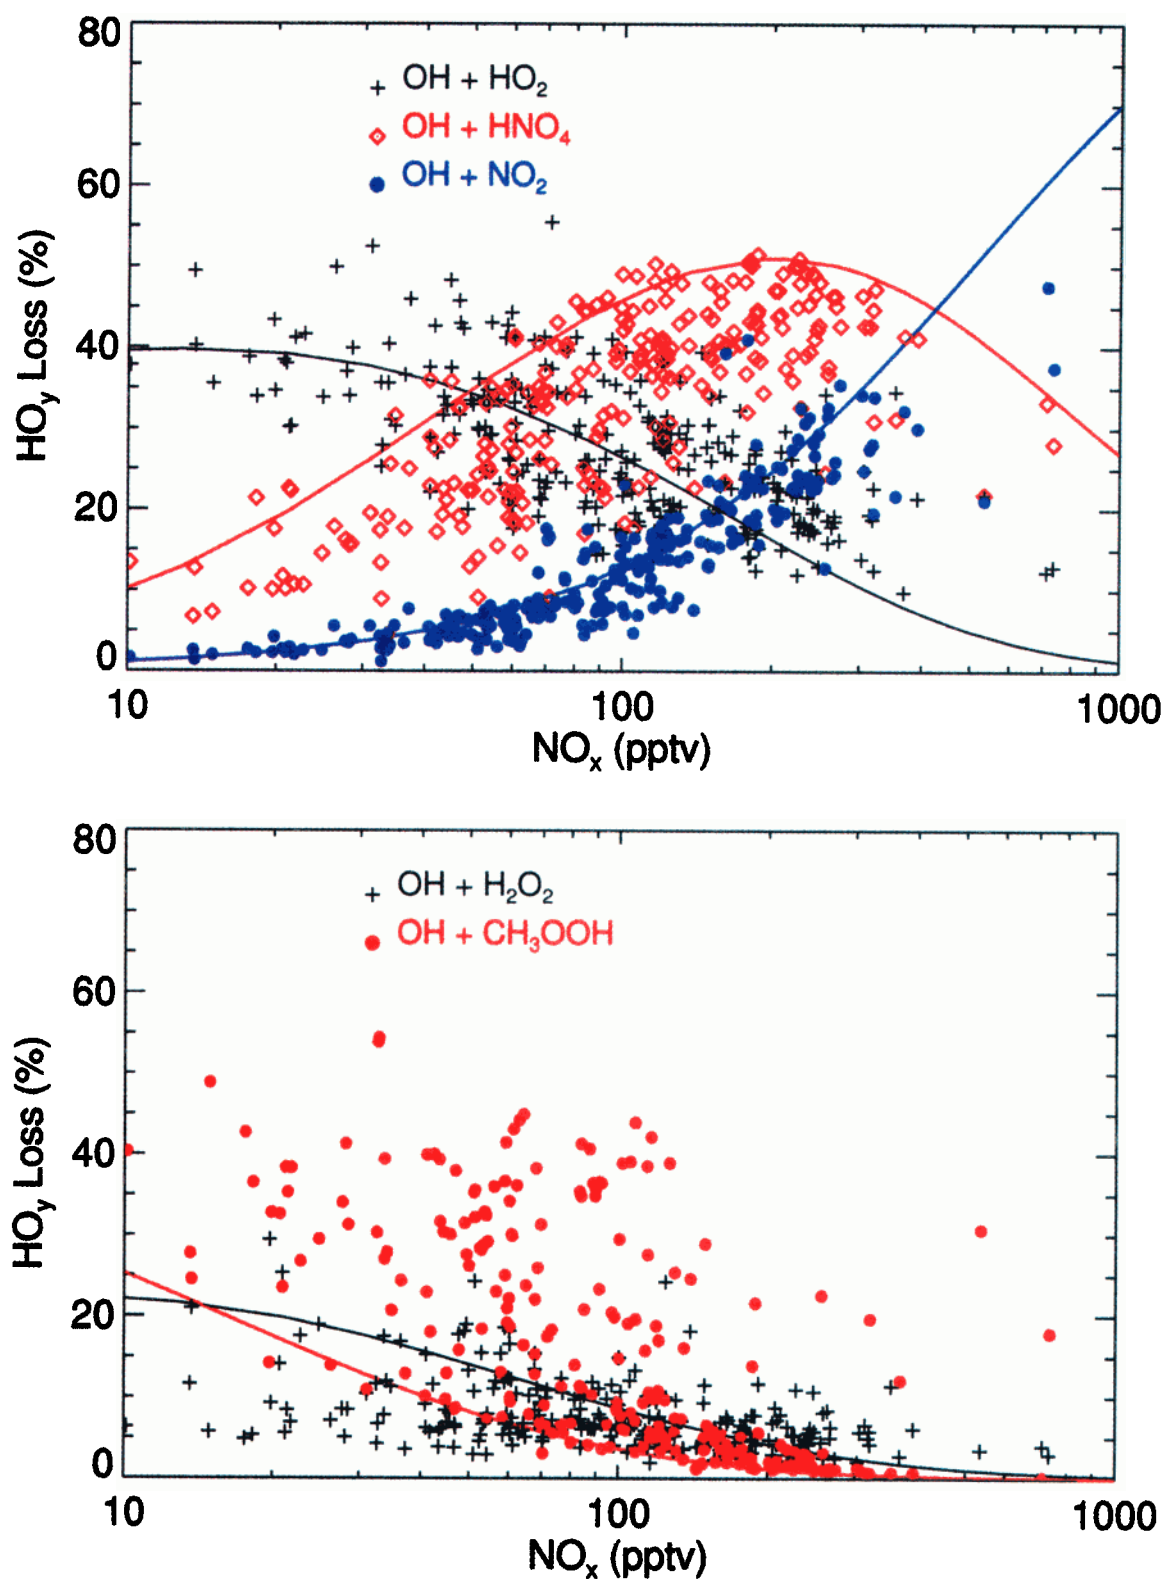 80
OH + HO₂
OH + HNO₄
OH + NO₂
60
40
20
0
HOy Loss (%)
10 100 1000
NOₓ (pptv)
80
OH + H₂O₂
OH + CH₃OOH
60
40
20
0
HOy Loss (%)
10 100 1000
NOₓ (pptv)